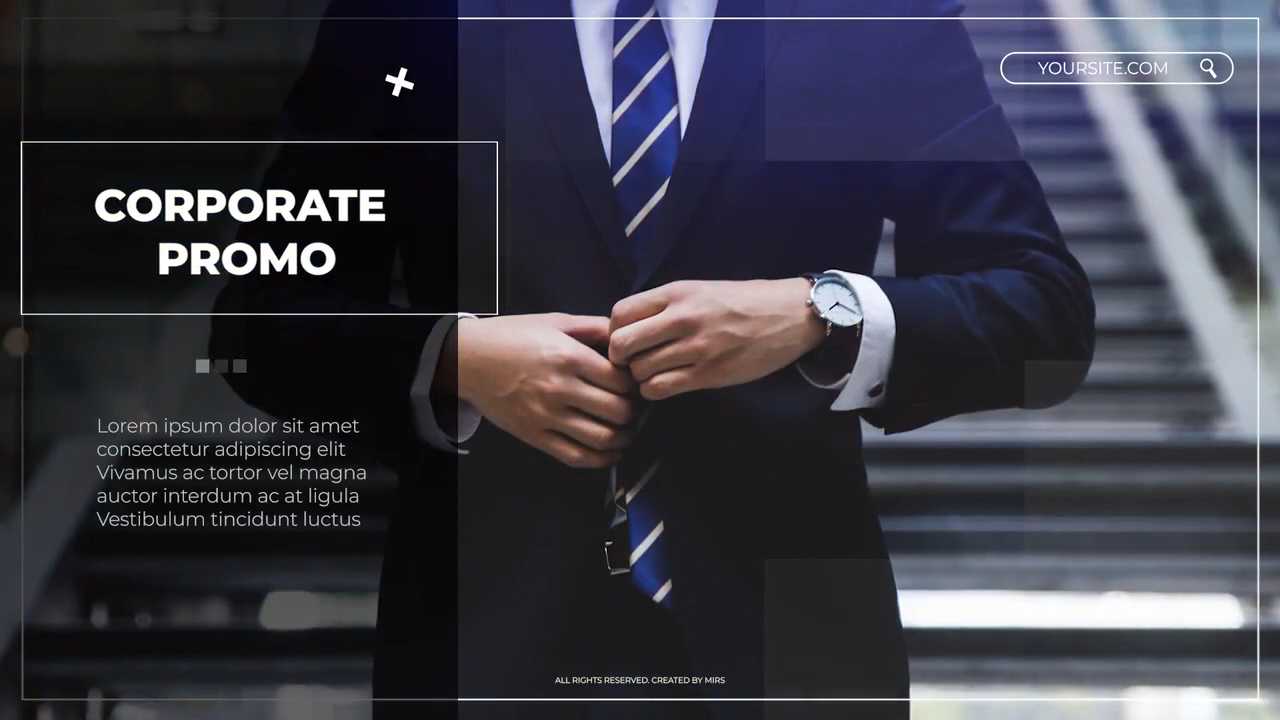 YOURSITE.COM
CORPORATE
PROMO
Lorem ipsum dolor sit amet
consectetur adipiscing elit
Vivamus ac tortor vel magna
auctor interdum ac at ligula
Vestibulum tincidunt luctus
ALL RIGHTS RESERVED. CREATED BY MIRS